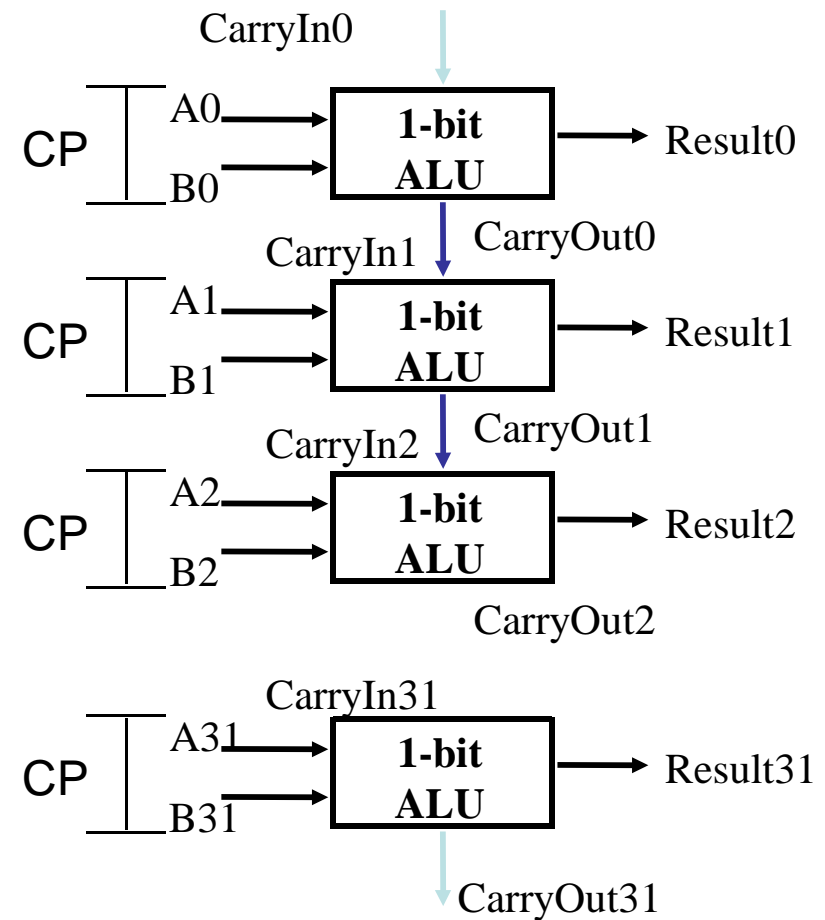 CarryIn0
CP
A0
B0
1-bit
ALU
Result0
CarryIn1
CarryOut0
CP
A1
B1
1-bit
ALU
Result1
CarryIn2
CarryOut1
CP
A2
B2
1-bit
ALU
Result2
CarryOut2
CarryIn31
CP
A31
B31
1-bit
ALU
Result31
CarryOut31